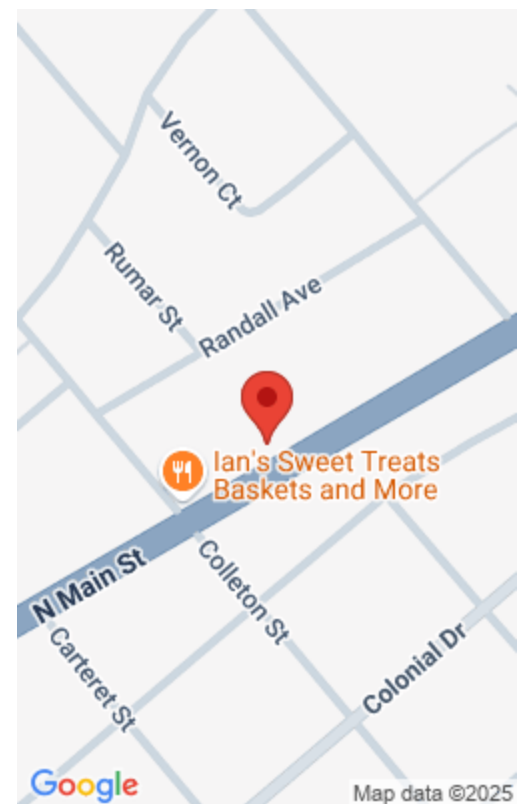 Vernon Ct
Rumar St
Randall Ave
Ian's Sweet Treats
Baskets and More
N Main St
Colleton St
Carteret St
Colonial Dr
Google
Map data ©2025